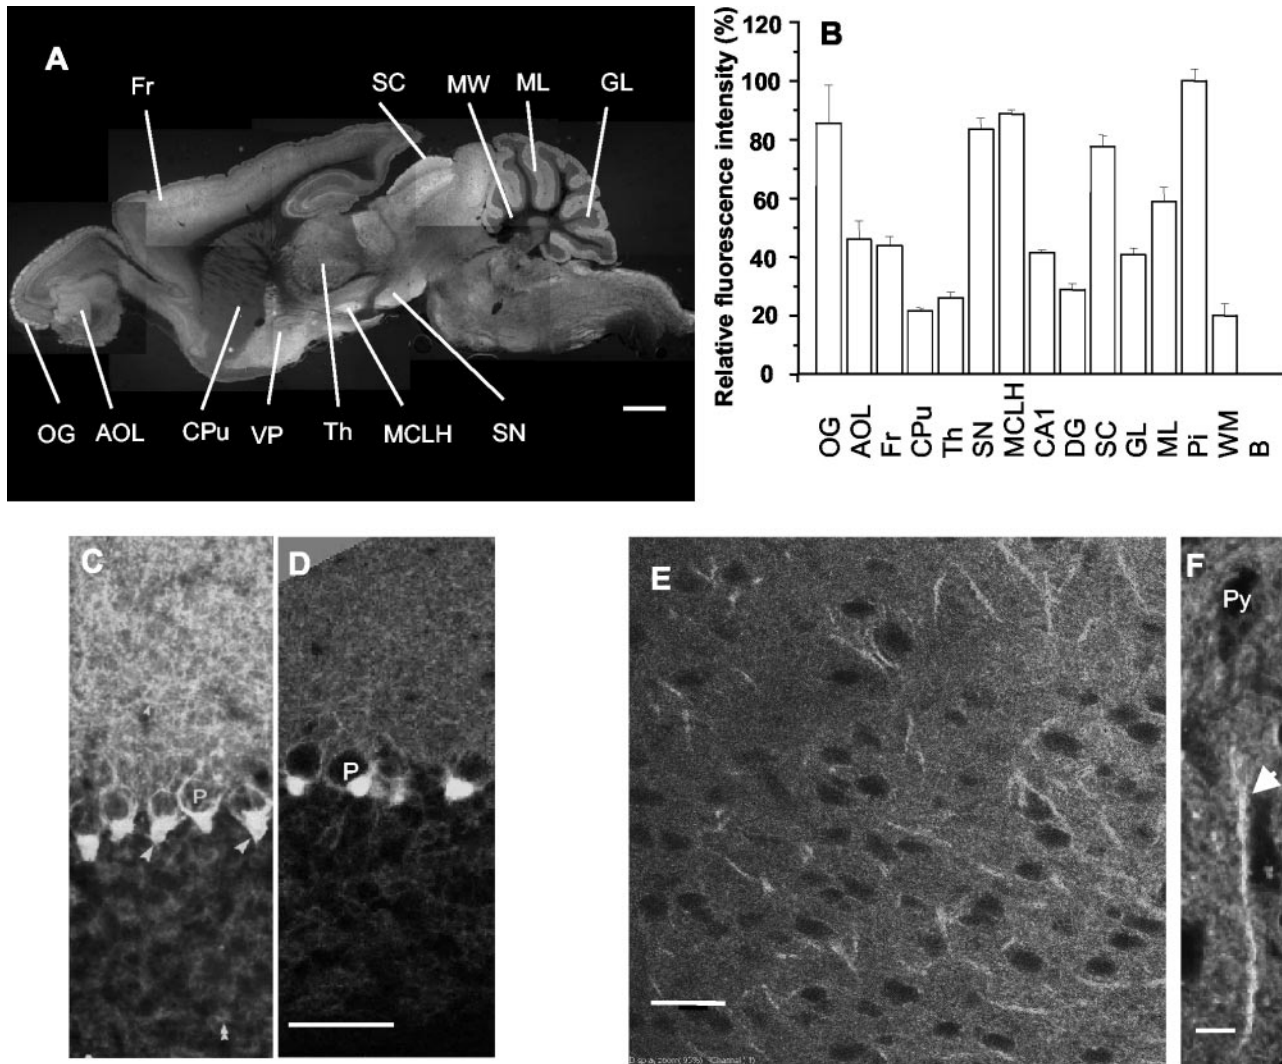 A
Fr
SC
MW
ML
GL
OG
AOL
CPu
VP
Th
MCLH
SN
B
Relative fluorescence intensity (%)
120
100
80
60
40
20
0
OG
AOL
Fr
CPu
Th
SN
MCLH
CA1
DG
SC
GL
ML
Pi
WM
B
C
P
D
P
E
F
Py